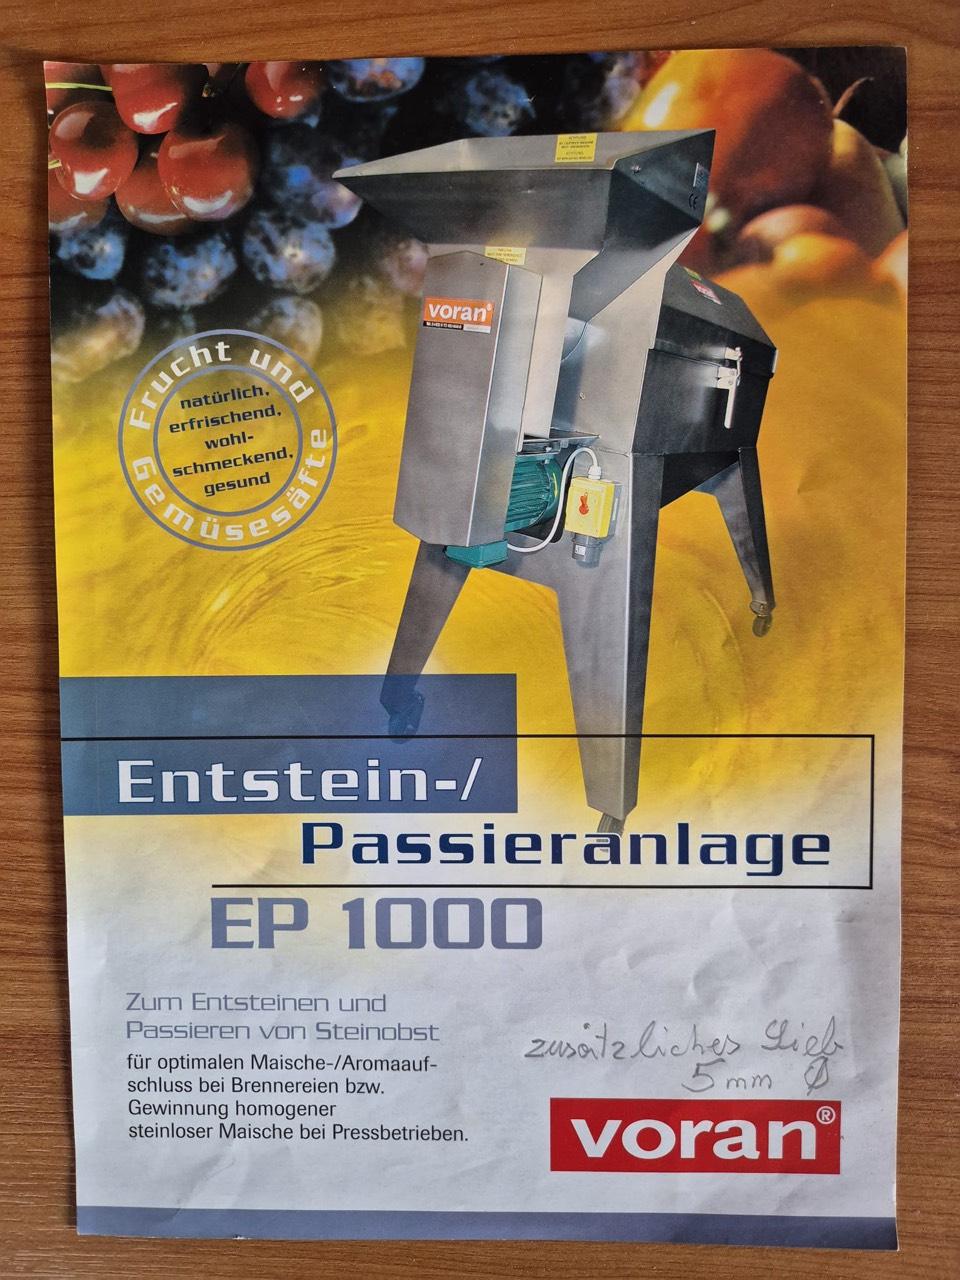 voran®
Frucht und
Gemüsesäfte
natürlich,
erfrischend,
wohl-
schmeckend,
gesund
Entstein-/
Passieranlage
EP 1000
Zum Entsteinen und
Passieren von Steinobst
für optimalen Maische-/Aromaauf-
schluss bei Brennereien bzw.
Gewinnung homogener
steinloser Maische bei Pressbetrieben.
zusätzliches Sieb
5 mm Ø
voran®